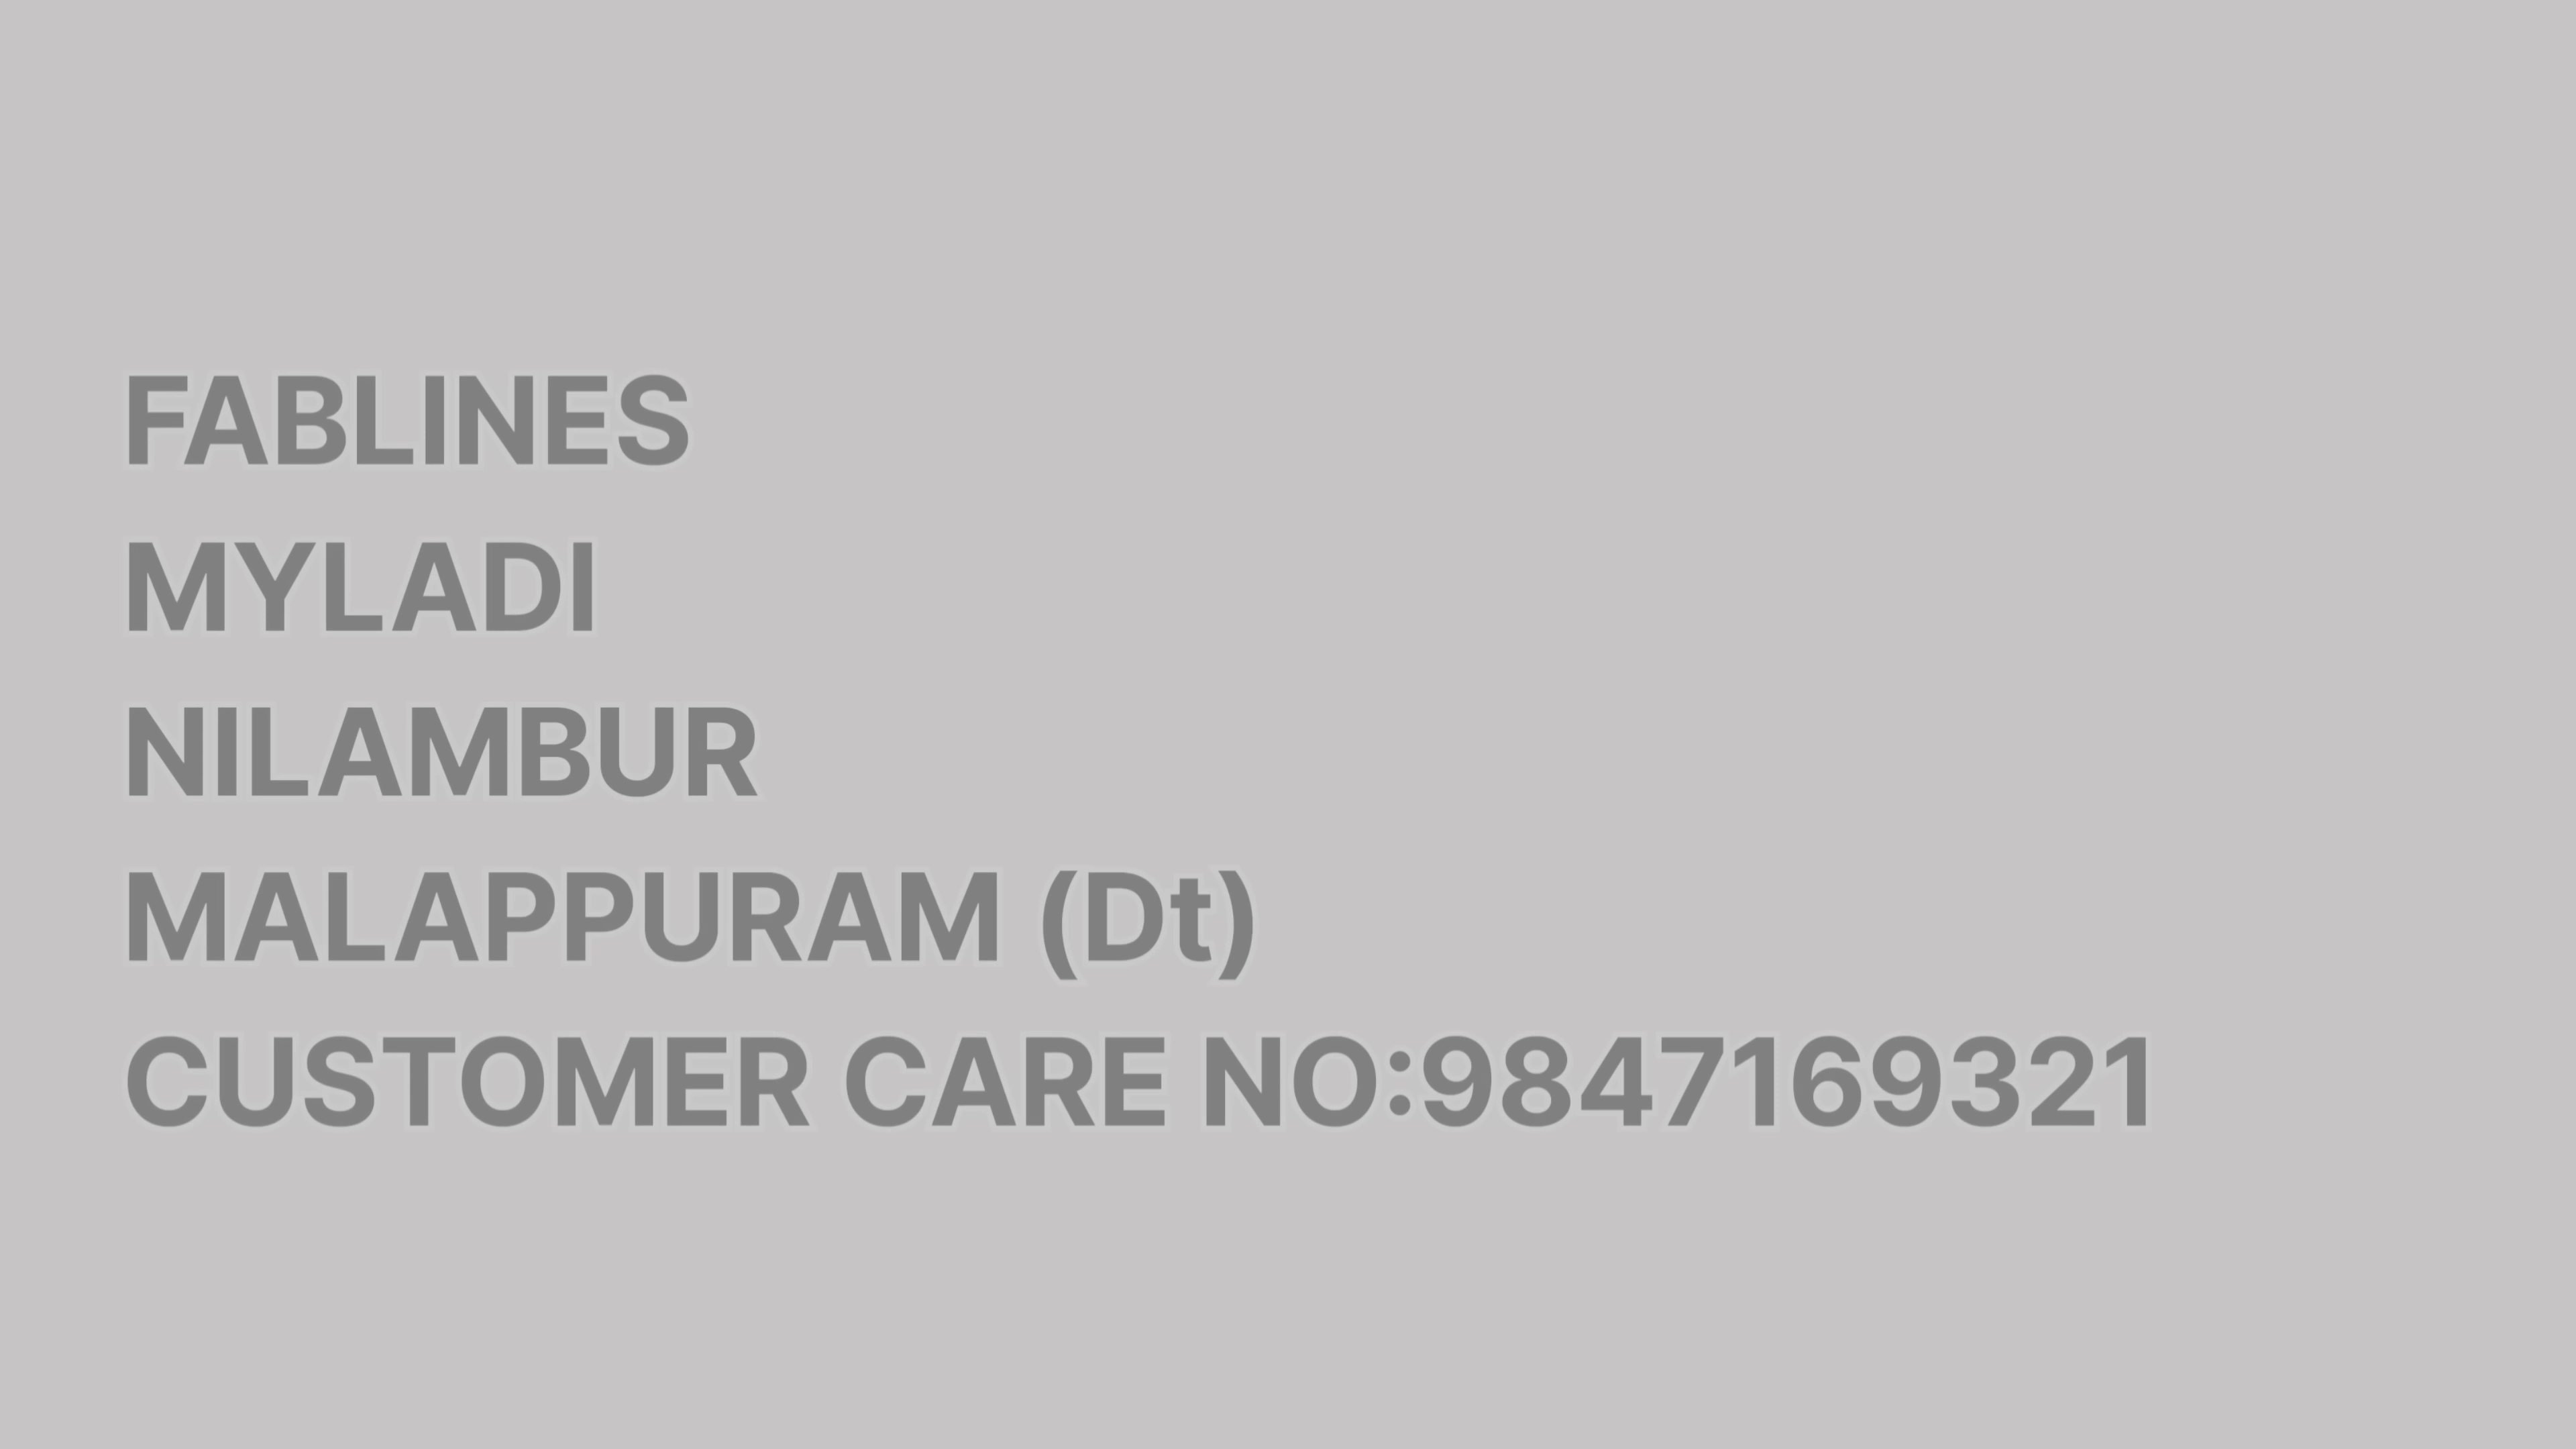 FABLINES
MYLADI
NILAMBUR
MALAPPURAM (Dt)
CUSTOMER CARE NO:9847169321